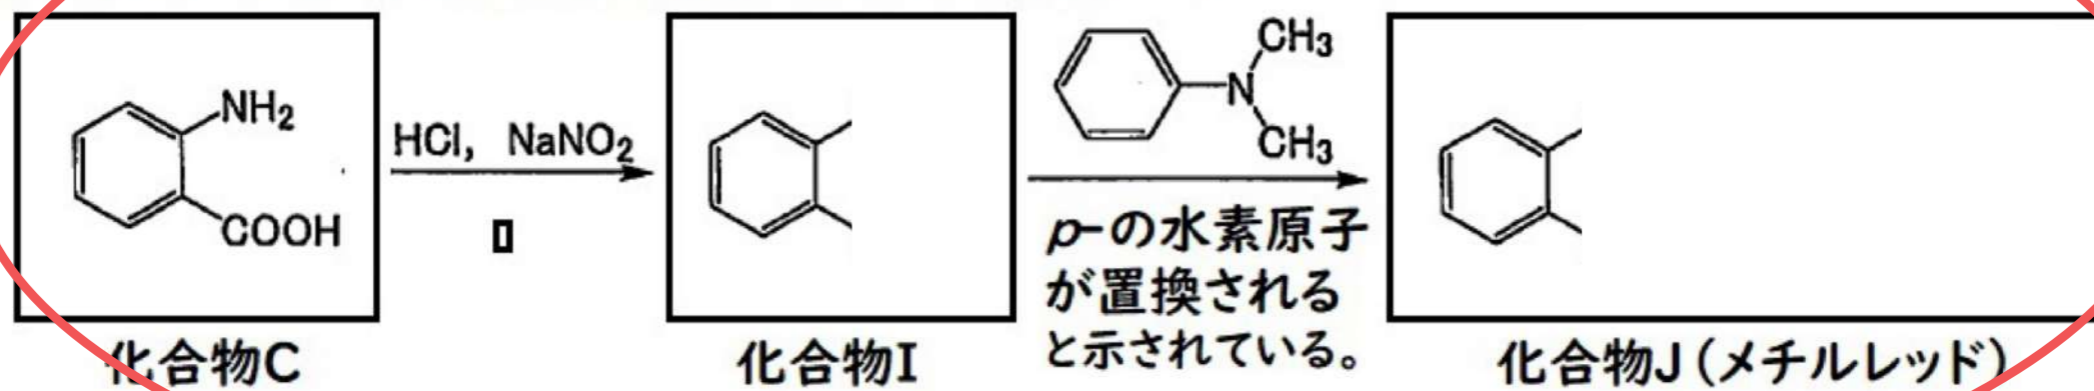 NH2
COOH
化合物C
HCl, NaNO2
化合物I
CH3
N
CH3
p-の水素原子
が置換される
と示されている。
化合物J(メチルレッド)